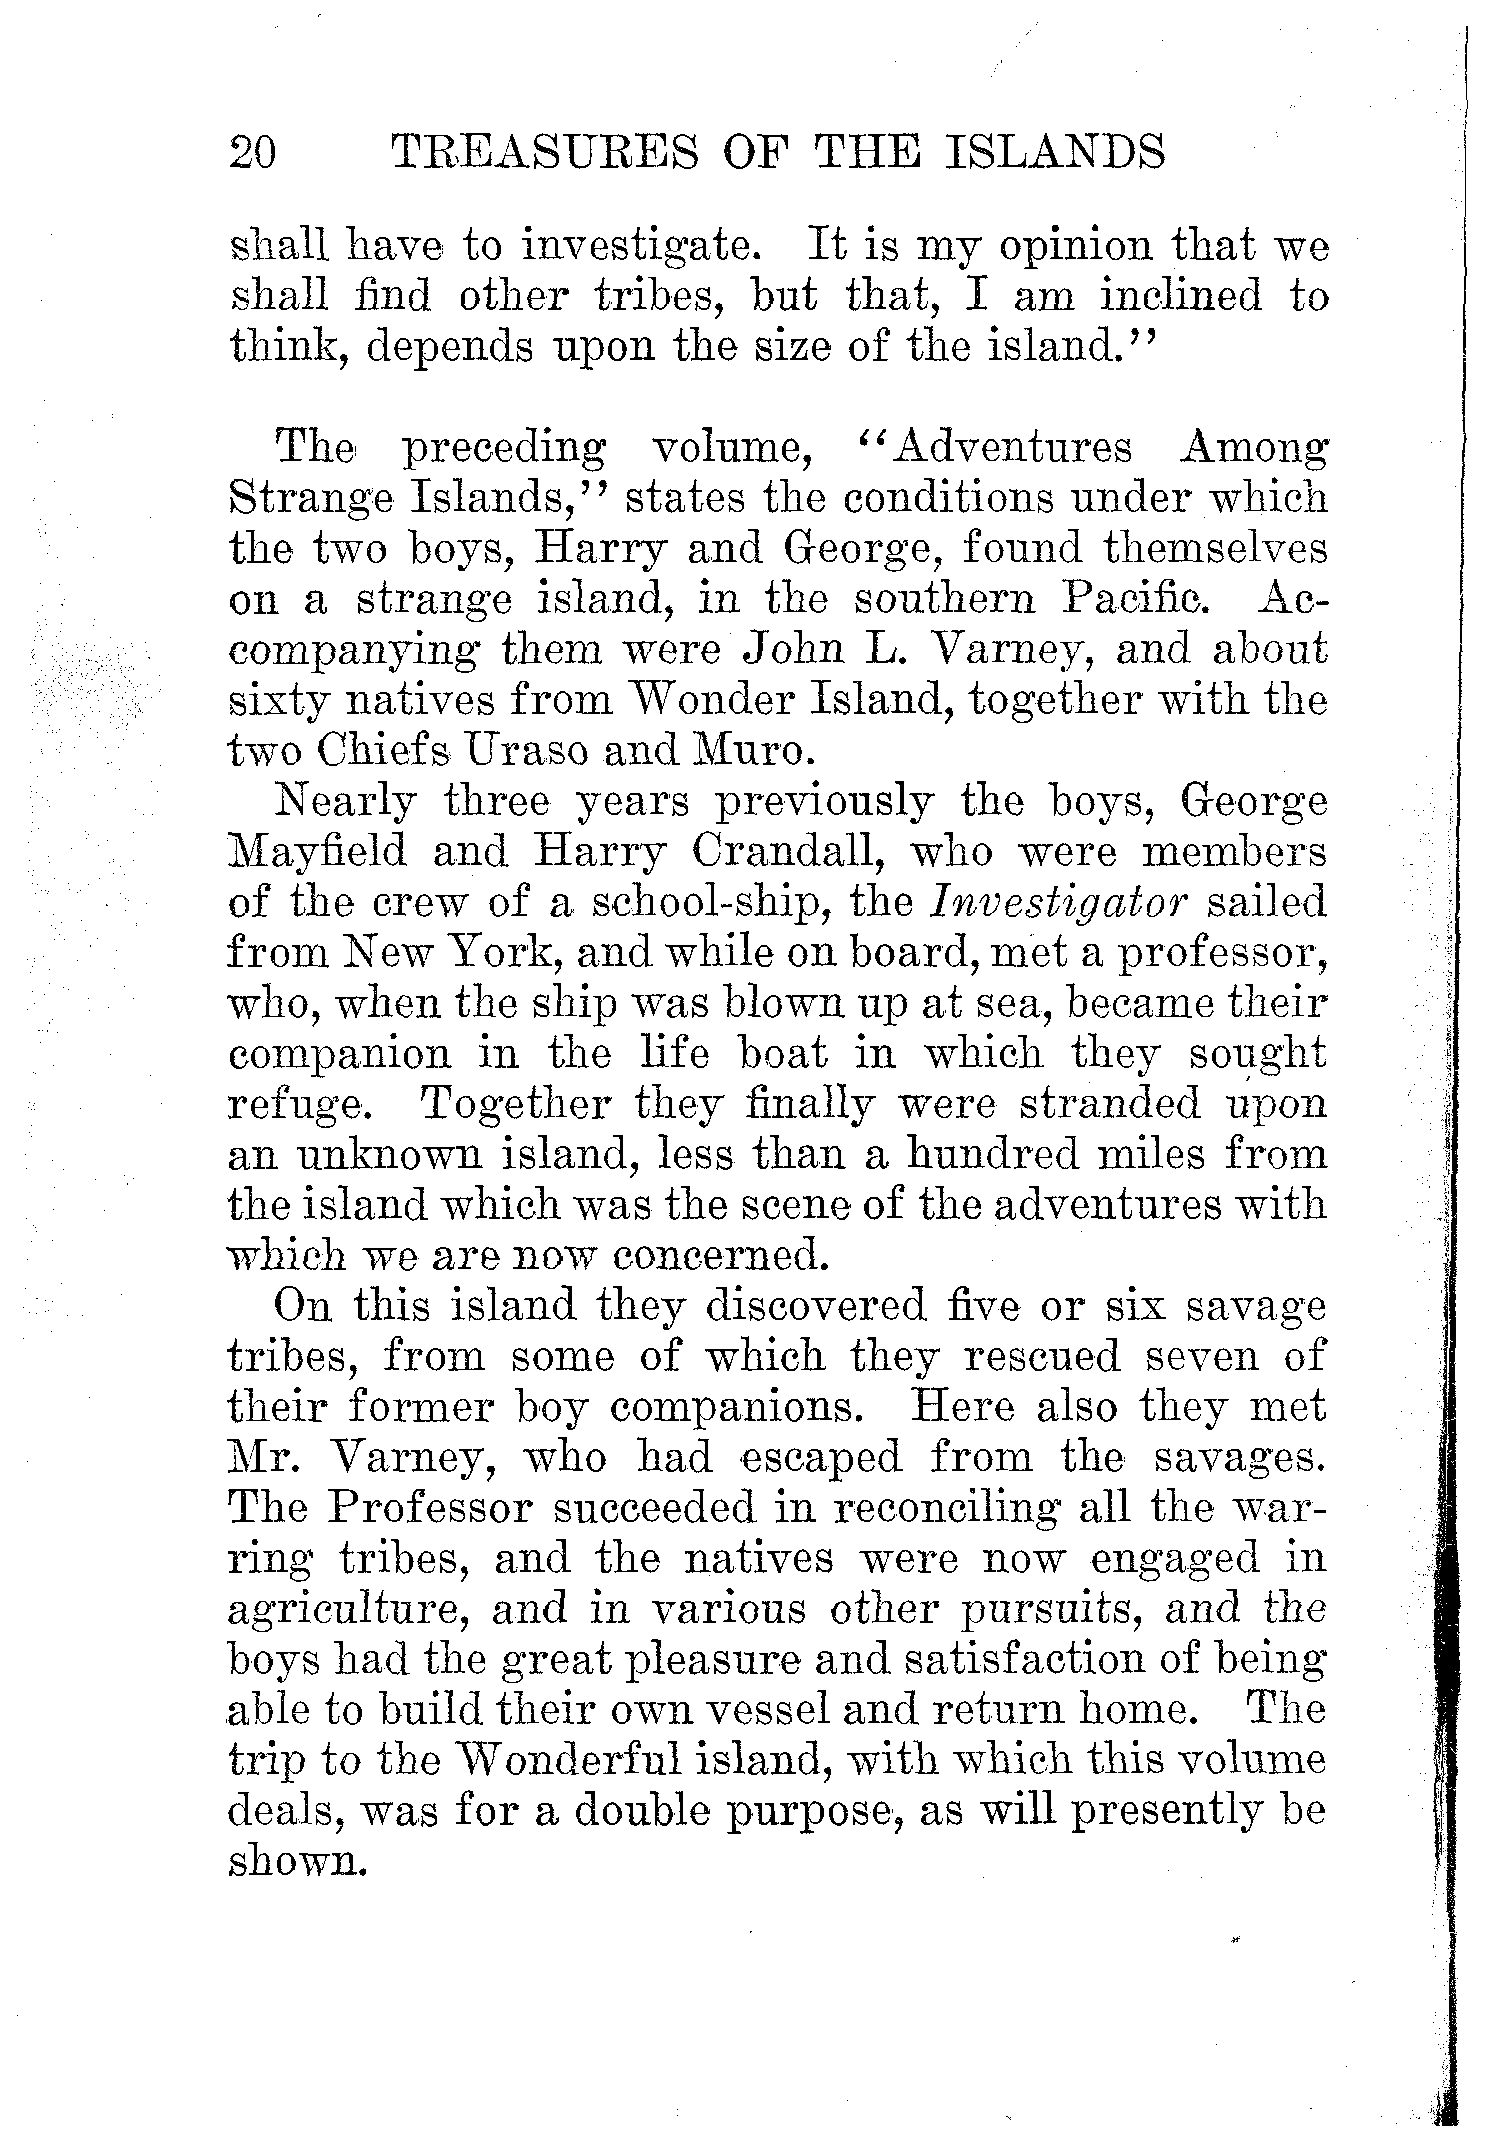 20 TREASURES OF THE ISLANDS
shall have to investigate. It is my opinion that we
shall find other tribes, but that, I am inclined to
think, depends upon the size of the island.''
The preceding volume, ‘‘Adventures Among
Strange Islands,’’ states the conditions under which
the two boys, Harry and George, found themselves
on a strange island, in the southern Pacific. Ac-
companying them were John L. Varney, and about
sixty natives from Wonder Island, together with the
two Chiefs Uraso and Muro.
Nearly three years previously the boys, George
Mayfield and Harry Crandall, who were members
of the crew of a school-ship, the Investigator sailed
from New York, and while on board, met a professor,
who, when the ship was blown up at sea, became their
companion in the life boat in which they sought
refuge. Together they finally were stranded upon
an unknown island, less than a hundred miles from
the island which was the scene of the adventures with
which we are now concerned.
On this island they discovered five or six savage
tribes, from some of which they rescued seven of
their former boy companions. Here also they met
Mr. Varney, who had escaped from the savages.
The Professor succeeded in reconciling all the war-
ring tribes, and the natives were now engaged in
agriculture, and in various other pursuits, and the
boys had the great pleasure and satisfaction of being
able to build their own vessel and return home. The
trip to the Wonderful island, with which this volume
deals, was for a double purpose, as will presently be
shown.